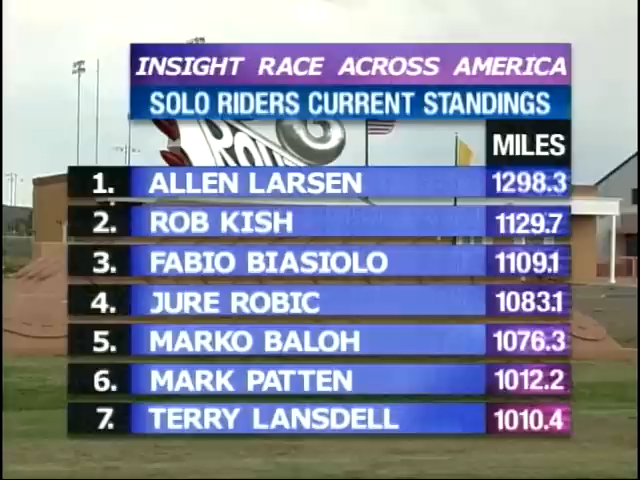 INSIGHT RACE ACROSS AMERICA
SOLO RIDERS CURRENT STANDINGS
MILES
1. ALLEN LARSEN 1298.3
2. ROB KISH 1129.7
3. FABIO BIASIOLO 1109.1
4. JURE ROBIC 1083.1
5. MARKO BALOH 1076.3
6. MARK PATTEN 1012.2
7. TERRY LANSDELL 1010.4